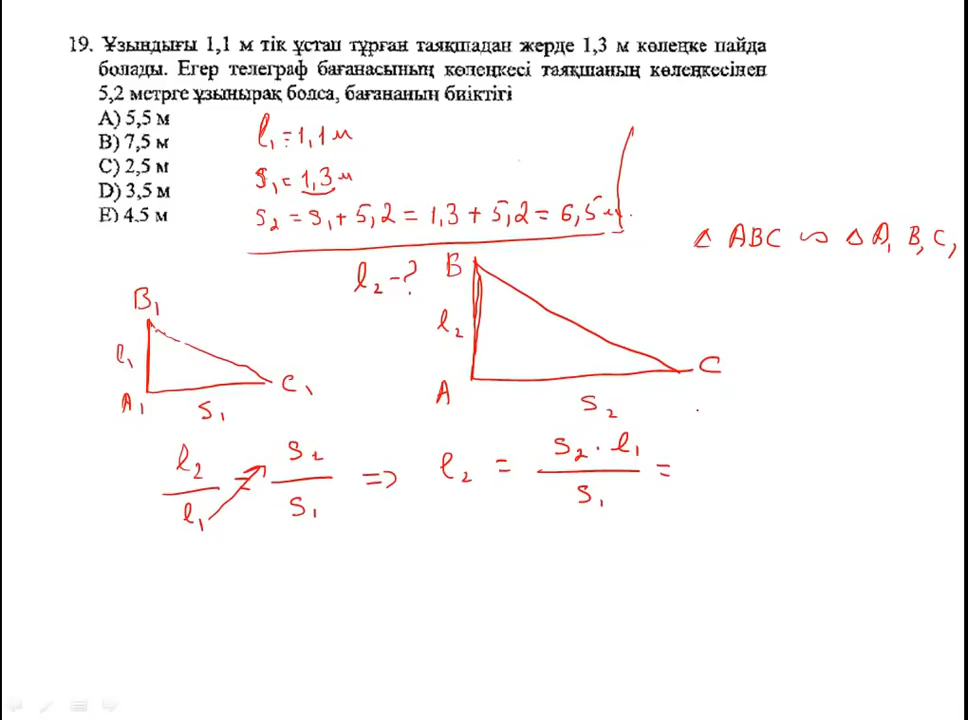 19. Ұзындығы 1,1 м тік ұстап тұрған таяқшадан жерде 1,3 м көлеңке пайда
болады. Егер телеграф бағанасының көлеңкесі таяқшаның көлеңкесінен
5,2 метрге ұзынырақ болса, бағананың биіктігі
A) 5,5 м
B) 7,5 м
C) 2,5 м
D) 3,5 м
E) 4,5 м
l₁ = 1,1 м
S₁ = 1,3 м
S₂ = S₁ + 5,2 = 1,3 + 5,2 = 6,5 м
l₂ - ?
Δ ABC ∽ Δ A₁ B₁ C₁
B₁
l₁
A₁
S₁
C₁
B
l₂
A
S₂
C
l₂/l₁ = S₂/S₁ => l₂ = S₂ · l₁/S₁ =